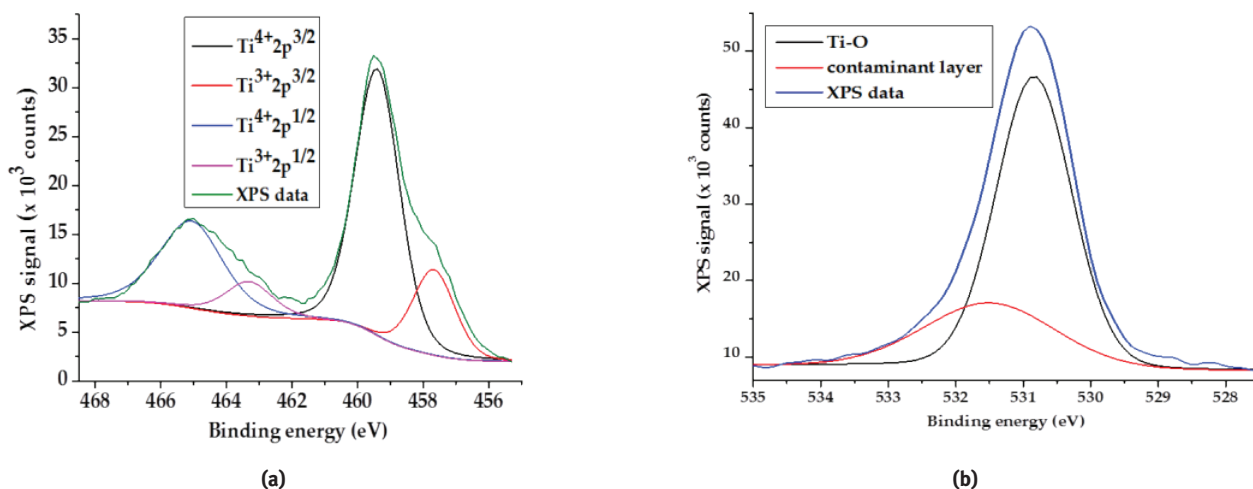 35
30
25
20
15
10
5
0
XPS signal (x 10³ counts)
Ti⁴⁺2p³/²
Ti³⁺2p³/²
Ti⁴⁺2p¹/²
Ti³⁺2p¹/²
XPS data
468 466 464 462 460 458 456
Binding energy (eV)
(a)
50
40
30
20
10
XPS signal (x 10³ counts)
Ti-O
contaminant layer
XPS data
535 534 533 532 531 530 529 528
Binding energy (eV)
(b)